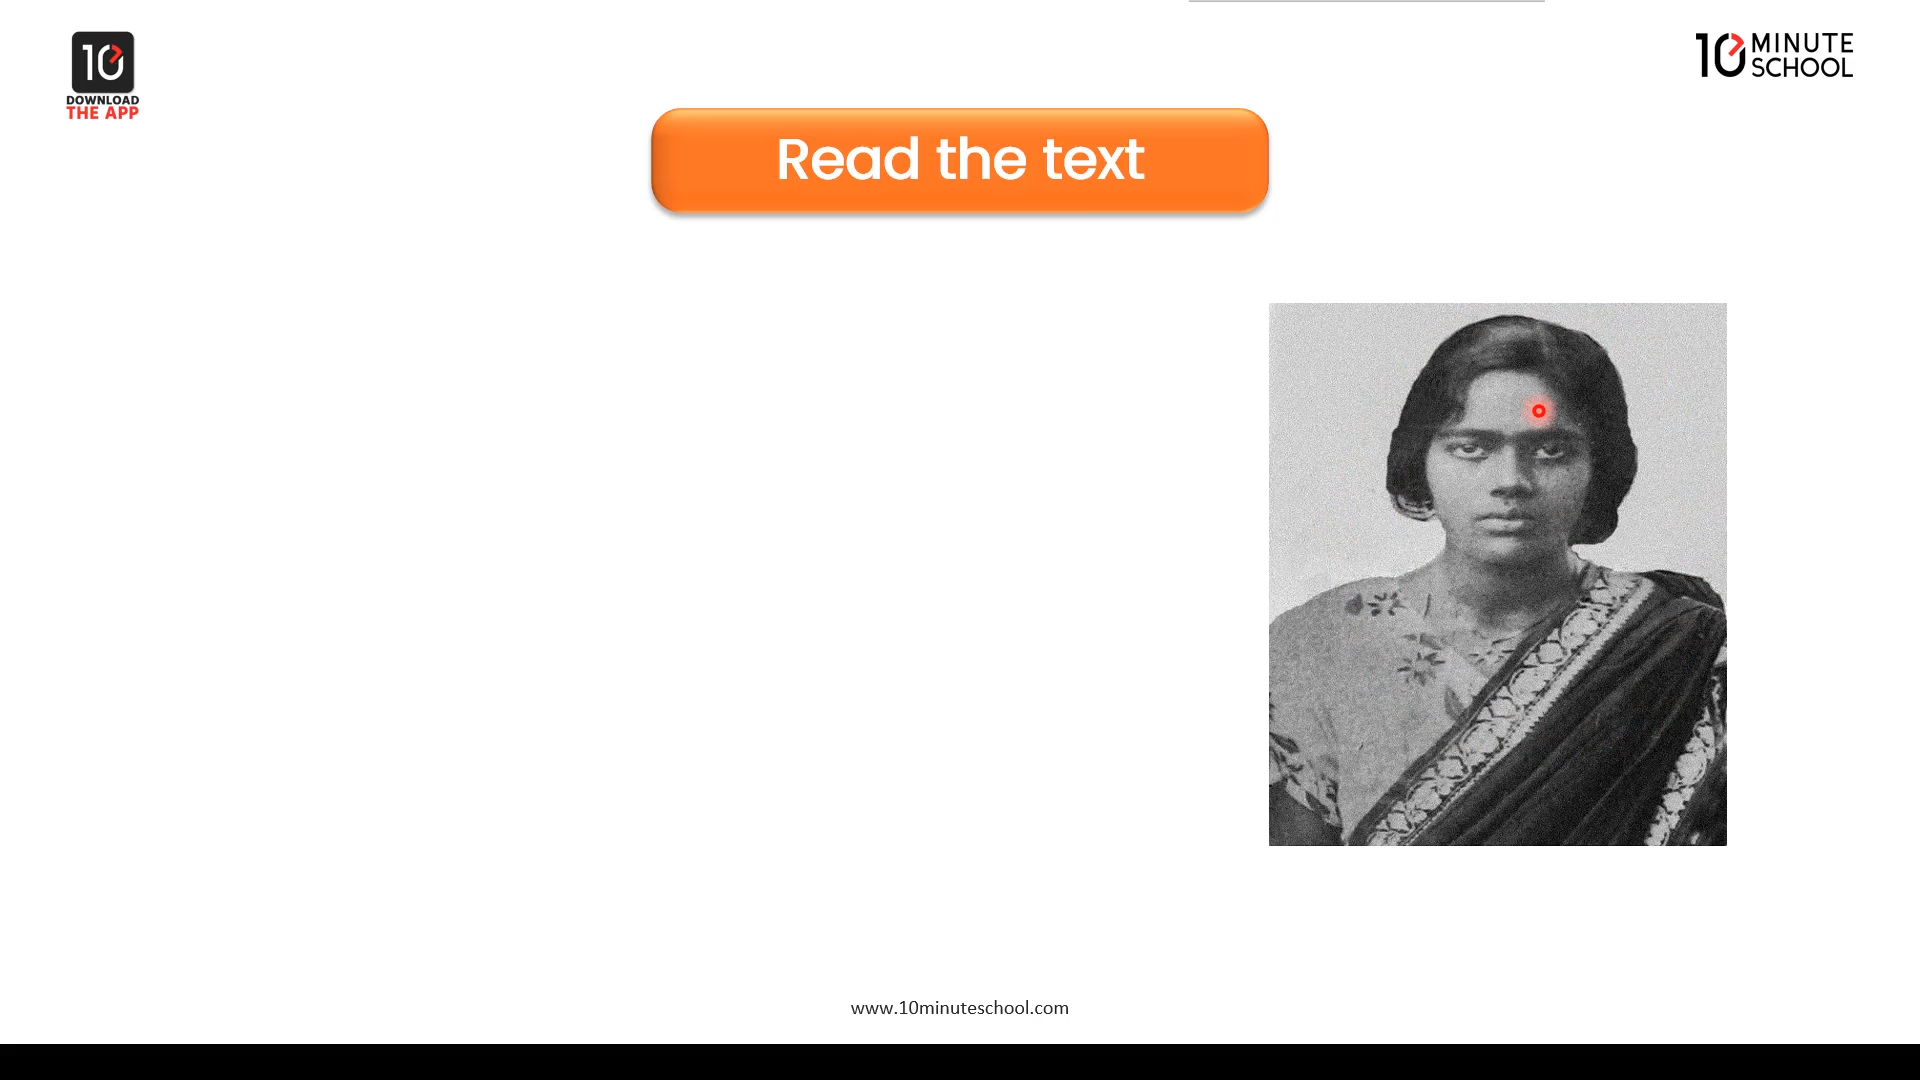 10
DOWNLOAD
THE APP
10 MINUTE
SCHOOL
Read the text
www.10minuteschool.com